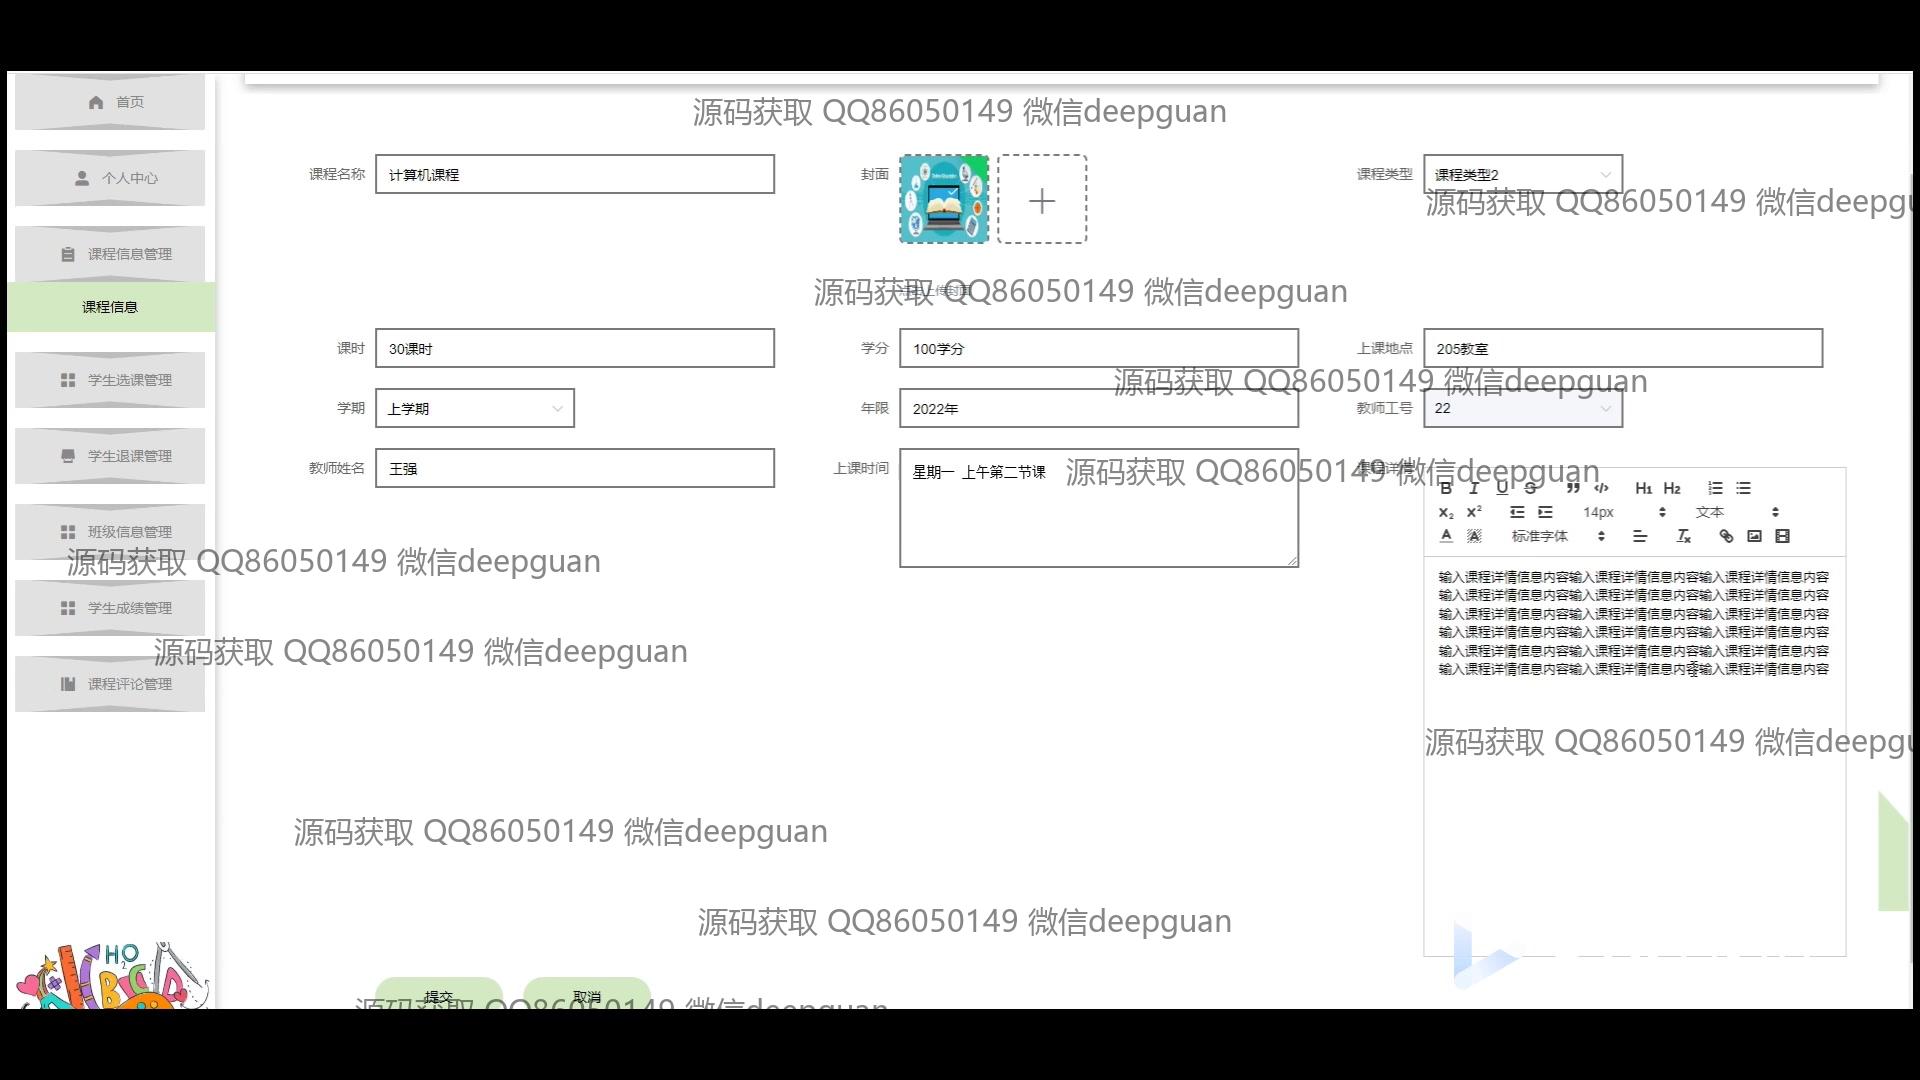 首页
个人中心
课程信息管理
课程信息
学生选课管理
学生退课管理
班级信息管理
学生成绩管理
课程评论管理
源码获取 QQ86050149 微信deepguan
课程名称 计算机课程 封面 课程类型 课程类型2
源码获取 QQ86050149 微信deepgu
源码获取 QQ86050149 微信deepguan
课时 30课时 学分 100学分 上课地点 205教室
源码获取 QQ86050149 微信deepguan
学期 上学期 年限 2022年 教师工号 22
教师姓名 王强 上课时间 星期一 上午第二节课
源码获取 QQ86050149 微信deepguan
B I U S H1 H2
x2 x2 14px 文本
A A 标准字体 Tx
源码获取 QQ86050149 微信deepguan
输入课程详情信息内容输入课程详情信息内容输入课程详情信息内容
输入课程详情信息内容输入课程详情信息内容输入课程详情信息内容
输入课程详情信息内容输入课程详情信息内容输入课程详情信息内容
输入课程详情信息内容输入课程详情信息内容输入课程详情信息内容
输入课程详情信息内容输入课程详情信息内容输入课程详情信息内容
输入课程详情信息内容输入课程详情信息内容输入课程详情信息内容
源码获取 QQ86050149 微信deepguan
源码获取 QQ86050149 微信deepgu
源码获取 QQ86050149 微信deepguan
源码获取 QQ86050149 微信deepguan
提交 取消
源码获取 QQ86050149 微信deepguan
H2O
ABC